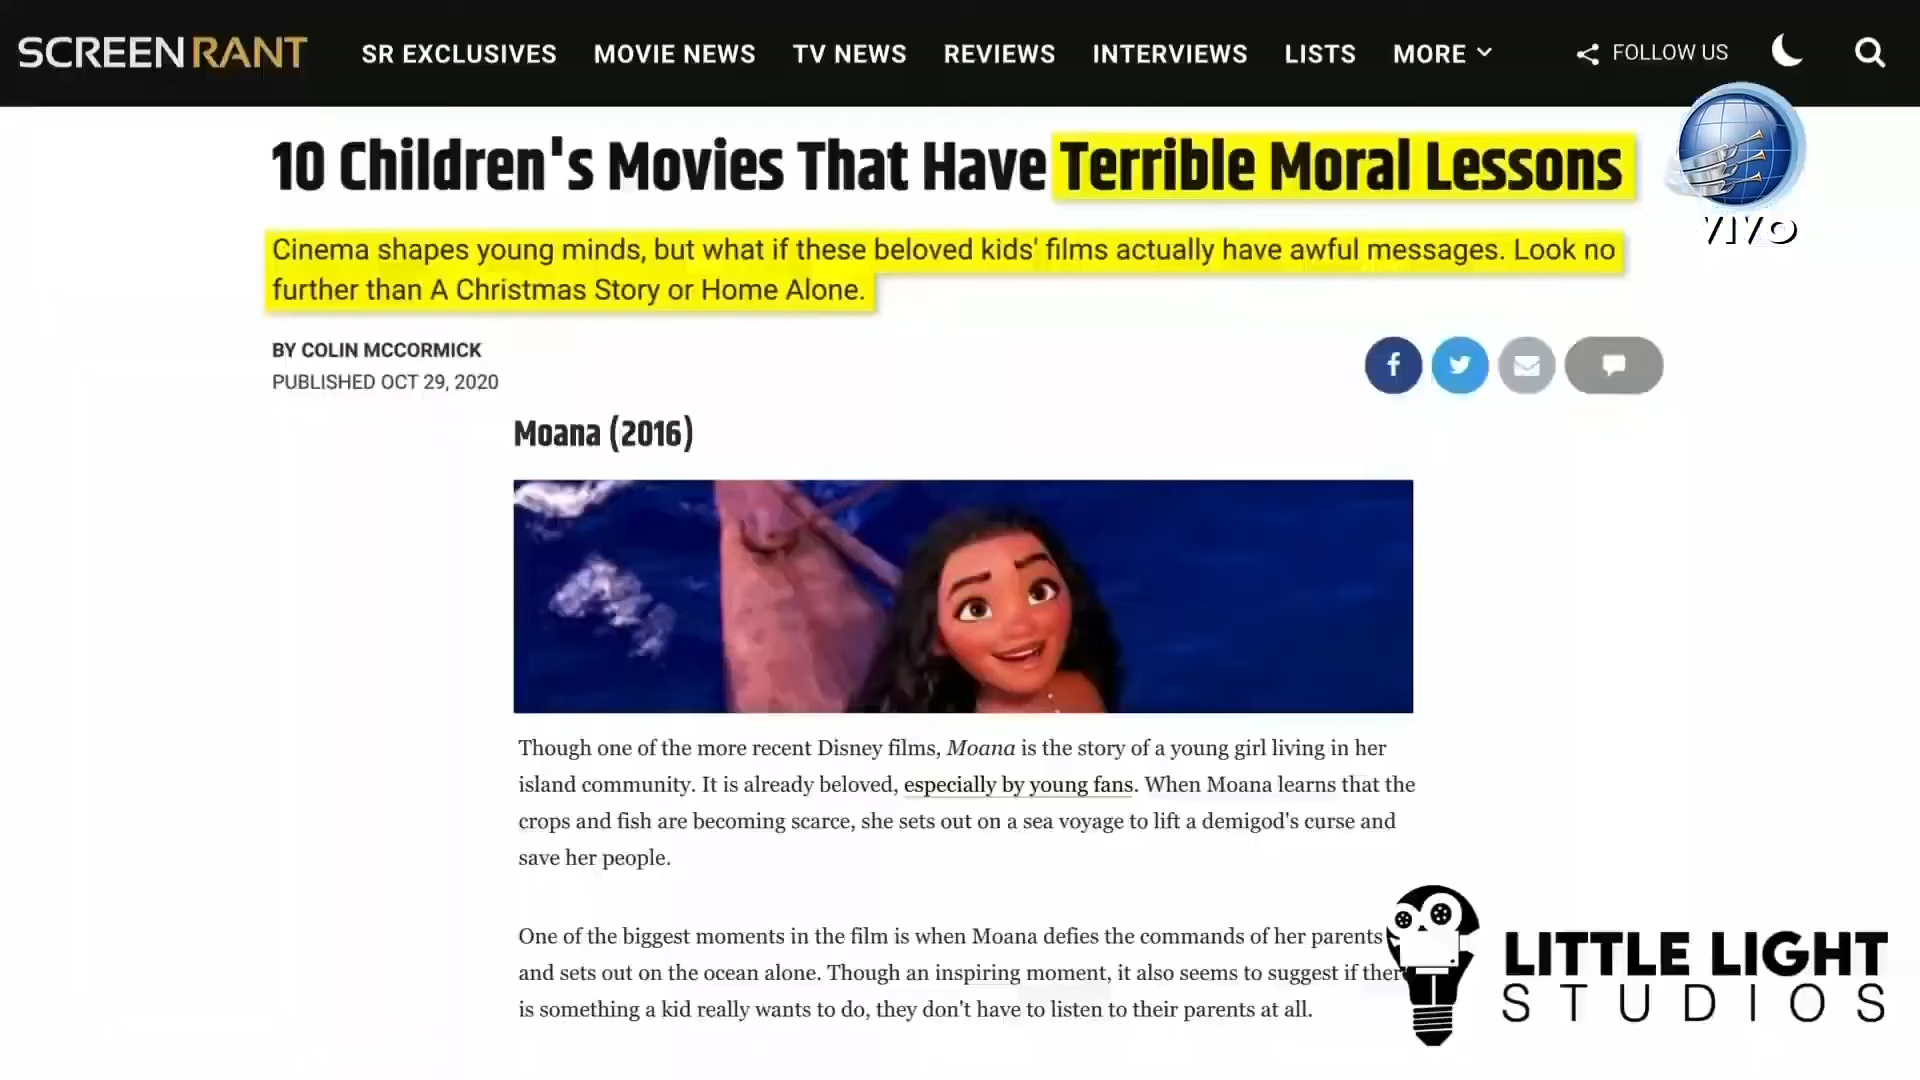 SCREENRANT
SR EXCLUSIVES MOVIE NEWS TV NEWS REVIEWS INTERVIEWS LISTS MORE FOLLOW US
10 Children's Movies That Have Terrible Moral Lessons
VIVO
Cinema shapes young minds, but what if these beloved kids' films actually have awful messages. Look no
further than A Christmas Story or Home Alone.
BY COLIN MCCORMICK
PUBLISHED OCT 29, 2020
Moana (2016)
Though one of the more recent Disney films, Moana is the story of a young girl living in her
island community. It is already beloved, especially by young fans. When Moana learns that the
crops and fish are becoming scarce, she sets out on a sea voyage to lift a demigod's curse and
save her people.
One of the biggest moments in the film is when Moana defies the commands of her parents
and sets out on the ocean alone. Though an inspiring moment, it also seems to suggest if ther
is something a kid really wants to do, they don't have to listen to their parents at all.
LITTLE LIGHT
STUDIOS